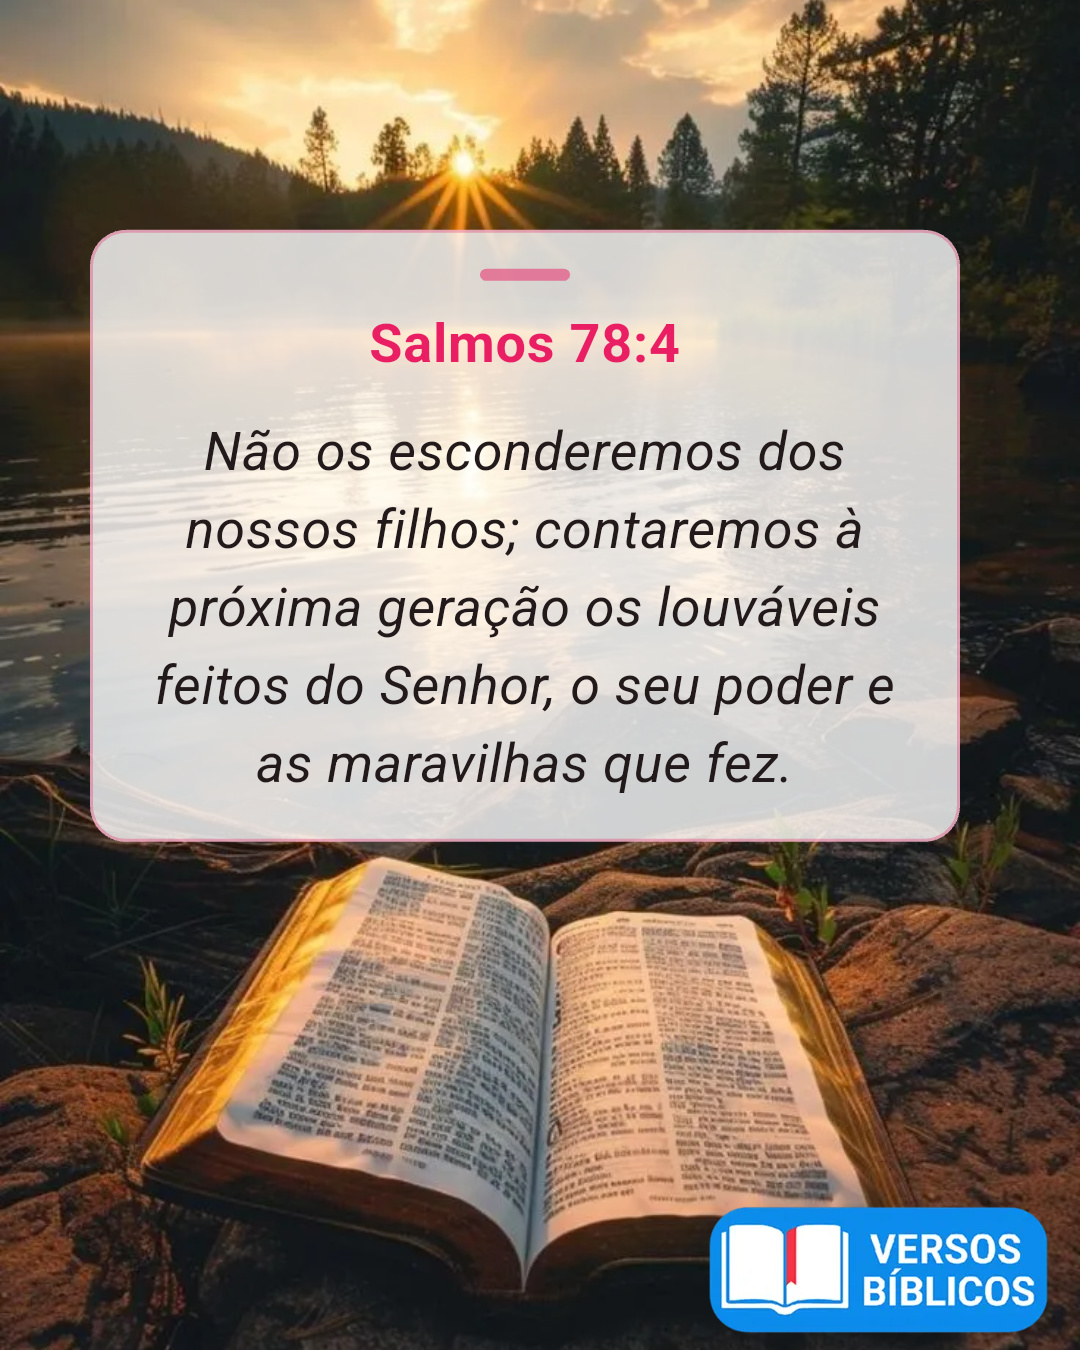 Salmos 78:4
Não os esconderemos dos
nossos filhos; contaremos à
próxima geração os louváveis
feitos do Senhor, o seu poder e
as maravilhas que fez.
VERSOS
BÍBLICOS